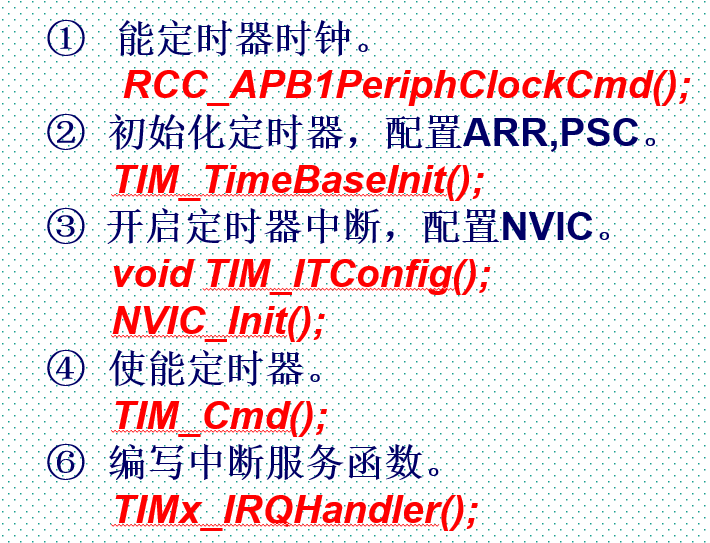 ① 能定时器时钟。
RCC_APB1PeriphClockCmd();
② 初始化定时器，配置ARR,PSC。
TIM_TimeBaseInit();
③ 开启定时器中断，配置NVIC。
void TIM_ITConfig();
NVIC_Init();
④ 使能定时器。
TIM_Cmd();
⑥ 编写中断服务函数。
TIMx_IRQHandler();